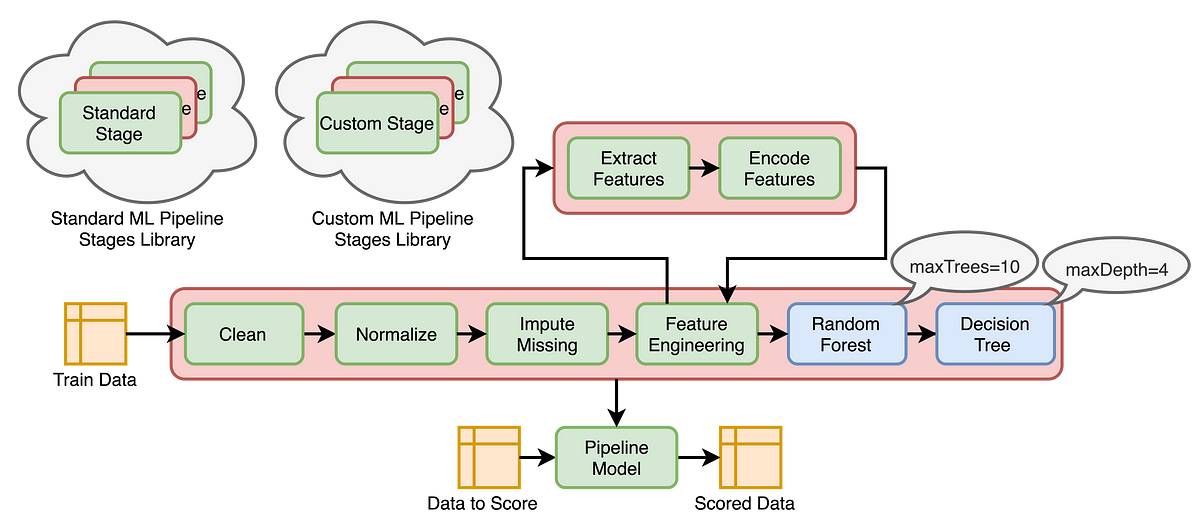 Standard
Stage
e
e
Custom Stage
e
e
Standard ML Pipeline
Stages Library
Custom ML Pipeline
Stages Library
Extract
Features
Encode
Features
maxTrees=10
maxDepth=4
Train Data
Clean
Normalize
Impute
Missing
Feature
Engineering
Random
Forest
Decision
Tree
Data to Score
Pipeline
Model
Scored Data